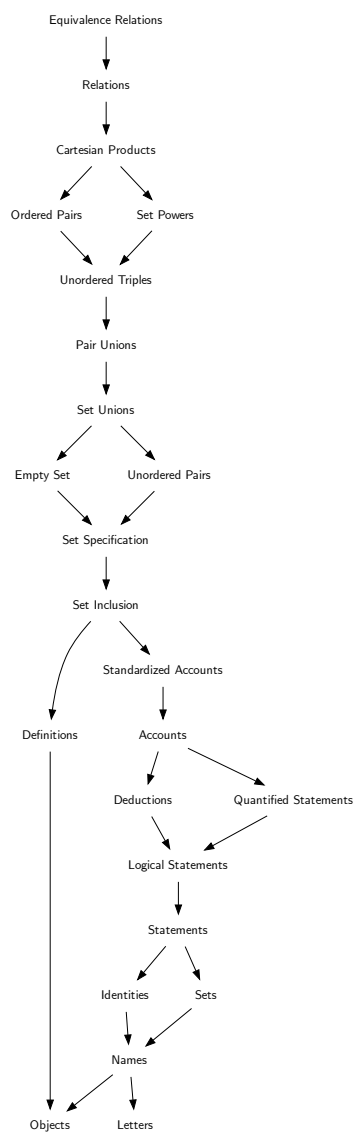 Equivalence Relations
Relations
Cartesian Products
Ordered Pairs
Set Powers
Unordered Triples
Pair Unions
Set Unions
Empty Set
Unordered Pairs
Set Specification
Set Inclusion
Standardized Accounts
Definitions
Accounts
Deductions
Quantified Statements
Logical Statements
Statements
Identities
Sets
Names
Objects
Letters